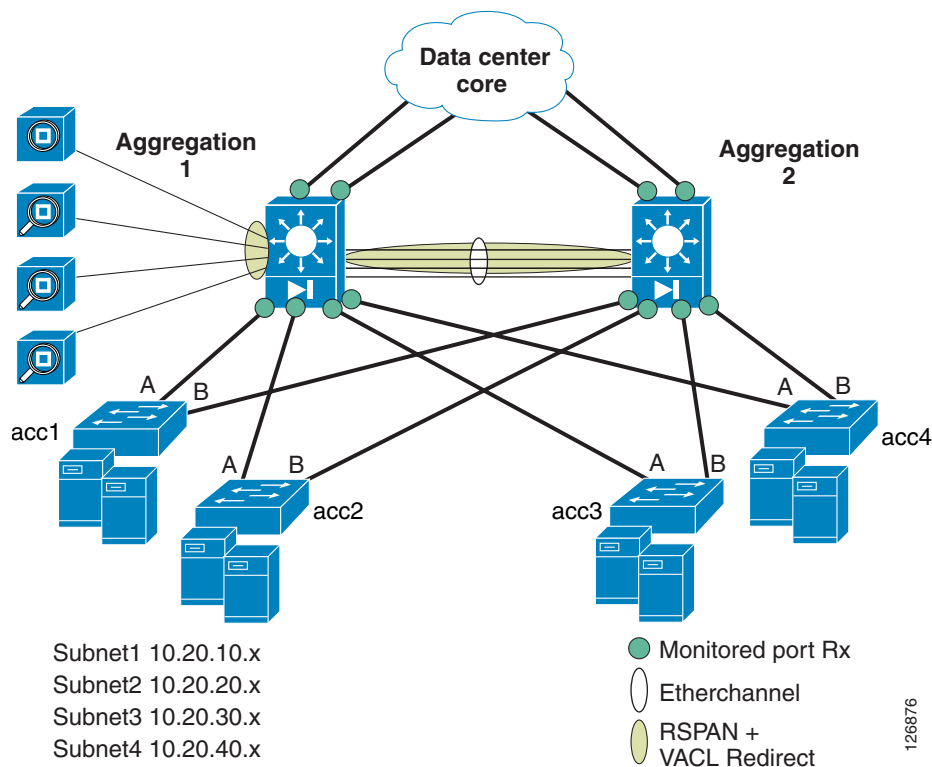 Data center
core
Aggregation
1
Aggregation
2
A
B
acc1
A
B
acc2
A
B
acc3
A
B
acc4
Subnet1 10.20.10.x
Subnet2 10.20.20.x
Subnet3 10.20.30.x
Subnet4 10.20.40.x
Monitored port Rx
Etherchannel
RSPAN +
VACL Redirect
126876